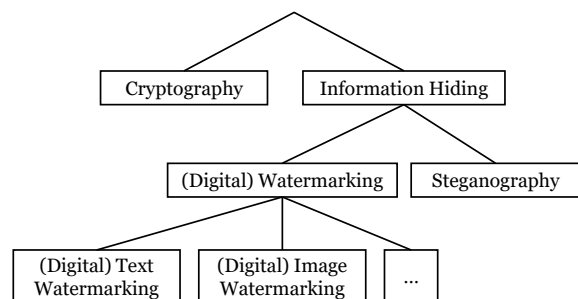 Cryptography
Information Hiding
(Digital) Watermarking
Steganography
(Digital) Text
Watermarking
(Digital) Image
Watermarking
...